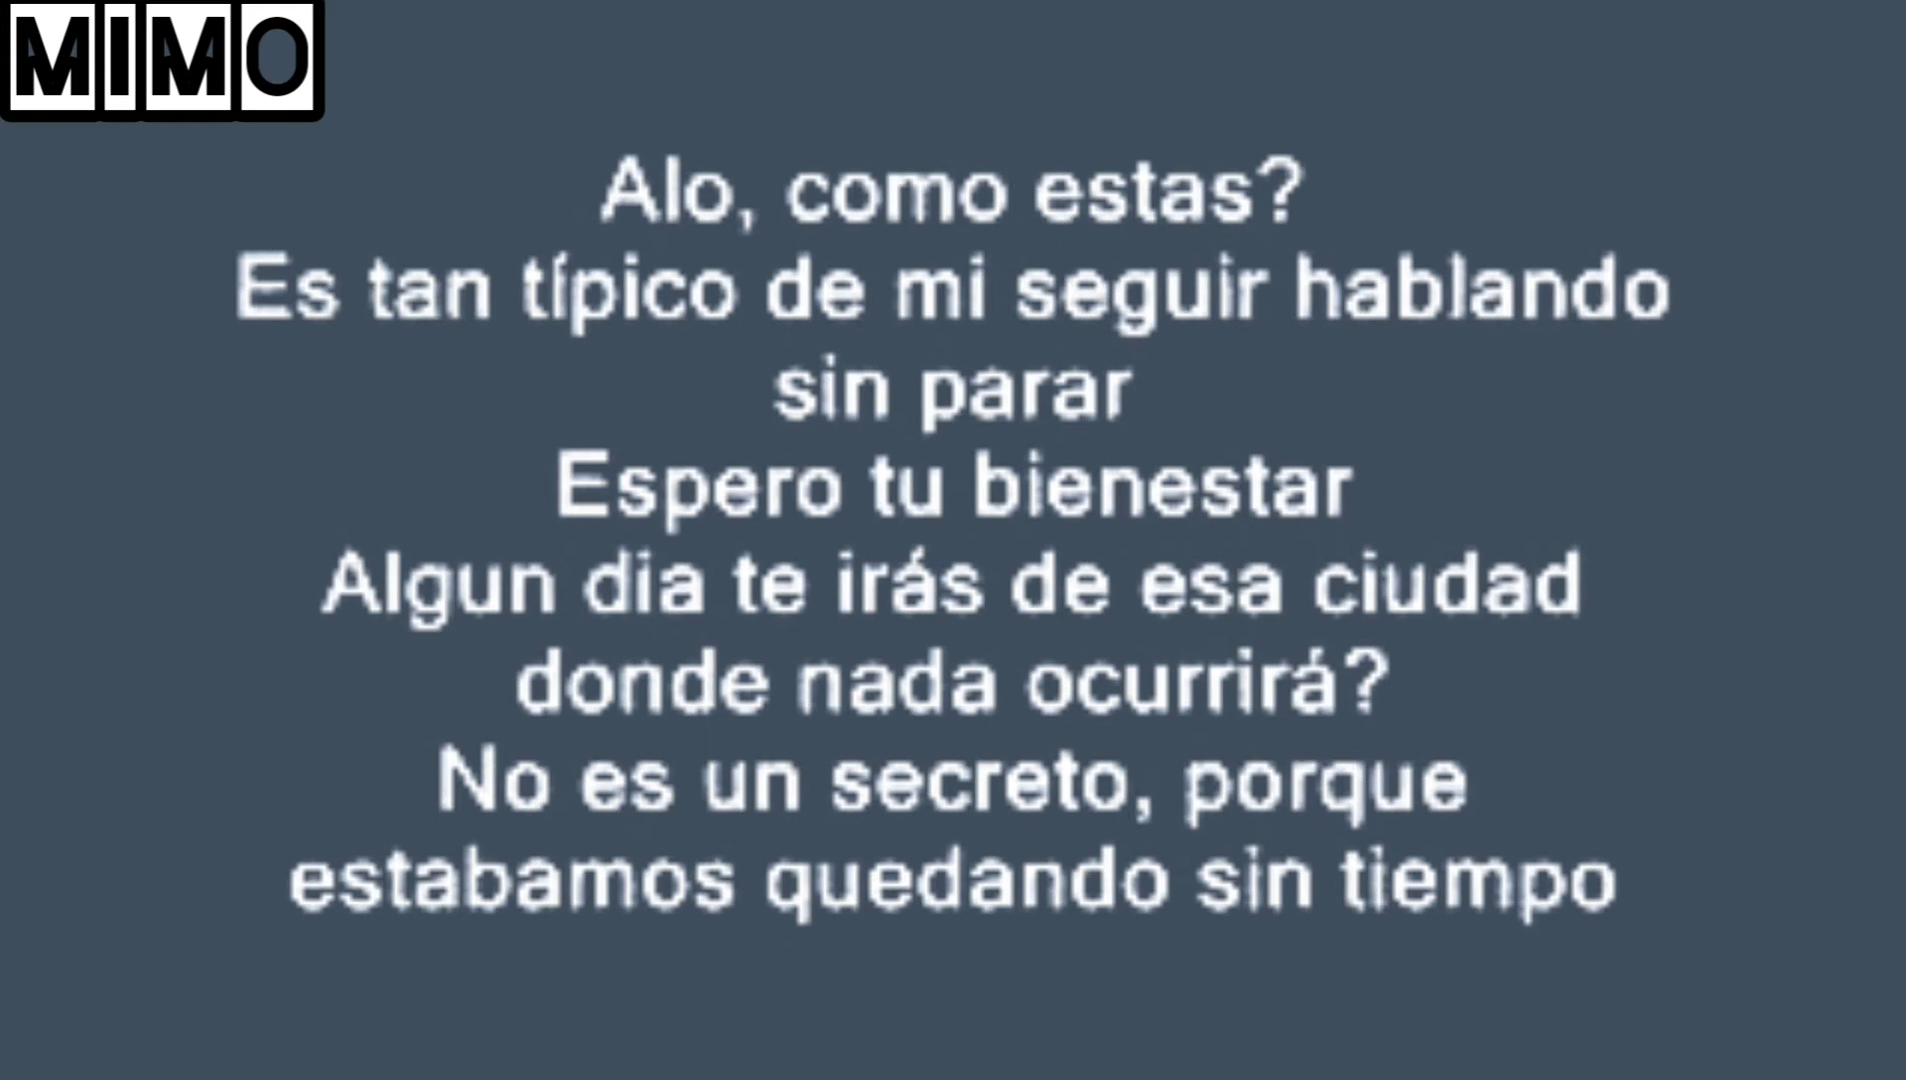 MIMO
Alo, como estas?
Es tan típico de mi seguir hablando
sin parar
Espero tu bienestar
Algun dia te irás de esa ciudad
donde nada ocurrirá?
No es un secreto, porque
estabamos quedando sin tiempo